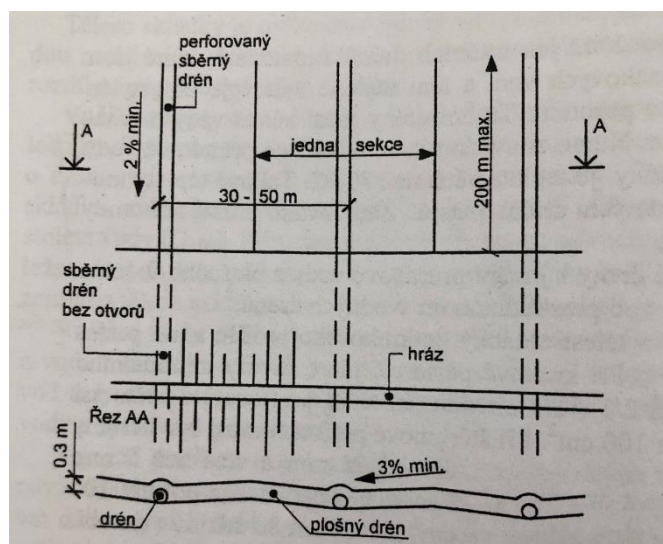 perforovaný
sběrný
drén
2 % min.
A
A
jedna
sekce
200 m max.
30 - 50 m
sběrný
drén
bez otvorů
hráz
Řez AA
0.3 m
3% min.
drén
plošný drén